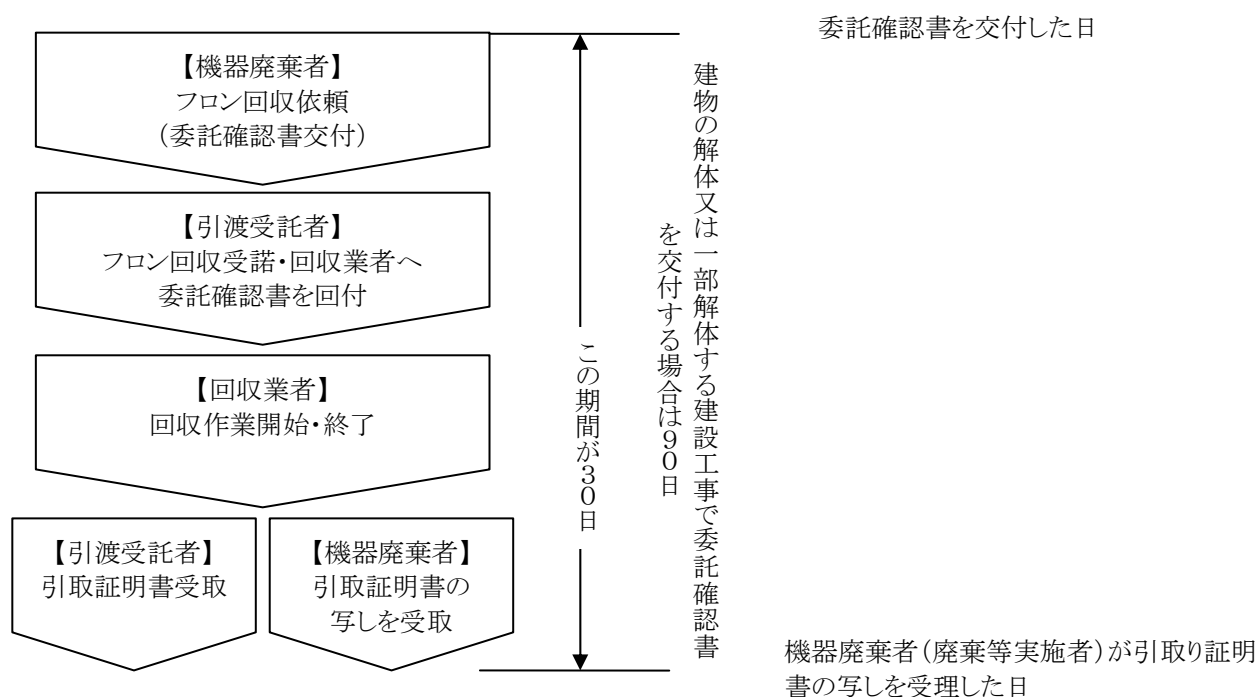 委託確認書を交付した日
【機器廃棄者】
フロン回収依頼
(委託確認書交付)
【引渡受託者】
フロン回収受諾・回収業者へ
委託確認書を回付
【回収業者】
回収作業開始・終了
【引渡受託者】
引取証明書受取
【機器廃棄者】
引取証明書の
写しを受取
この期間が30日
建物の解体又は一部解体する建設工事で委託確認書
を交付する場合は90日
機器廃棄者(廃棄等実施者)が引取り証明
書の写しを受理した日